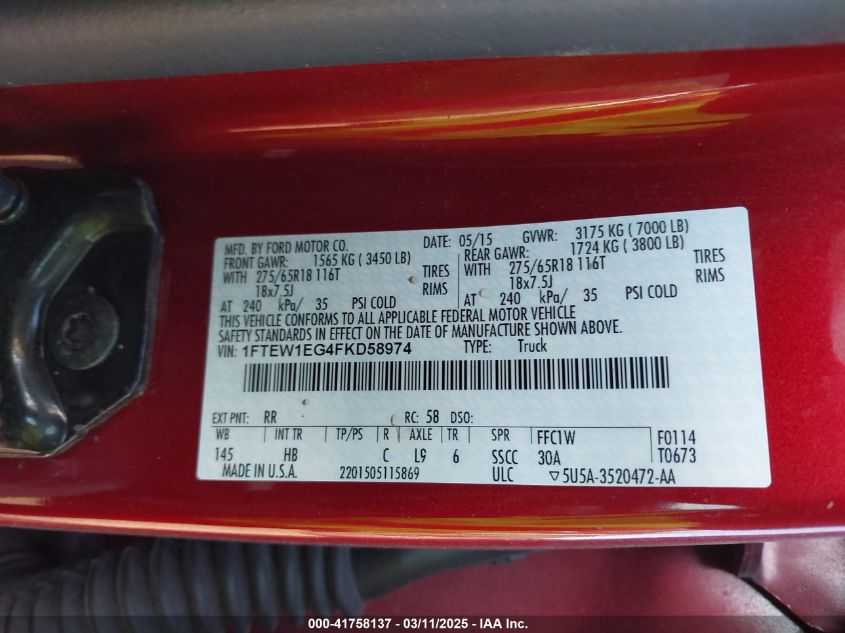 MFD. BY FORD MOTOR CO. DATE: 05/15 GVWR: 3175 KG ( 7000 LB)
FRONT GAWR: 1565 KG ( 3450 LB) REAR GAWR: 1724 KG ( 3800 LB)
WITH 275/65R18 116T TIRES WITH 275/65R18 116T TIRES
18x7.5J RIMS 18x7.5J RIMS
AT 240 kPa/ 35 PSI COLD AT 240 kPa/ 35 PSI COLD
THIS VEHICLE CONFORMS TO ALL APPLICABLE FEDERAL MOTOR VEHICLE
SAFETY STANDARDS IN EFFECT ON THE DATE OF MANUFACTURE SHOWN ABOVE.
VIN: 1FTEW1EG4FKD58974 TYPE: Truck
EXT PNT: RR RC: 58 DSO:
WB INT TR TP/PS R AXLE TR SPR FFC1W F0114
145 HB C L9 6 SSCC 30A T0673
MADE IN U.S.A. 2201505115869 ULC ▽5U5A-3520472-AA
000-41758137 - 03/11/2025 - IAA Inc.